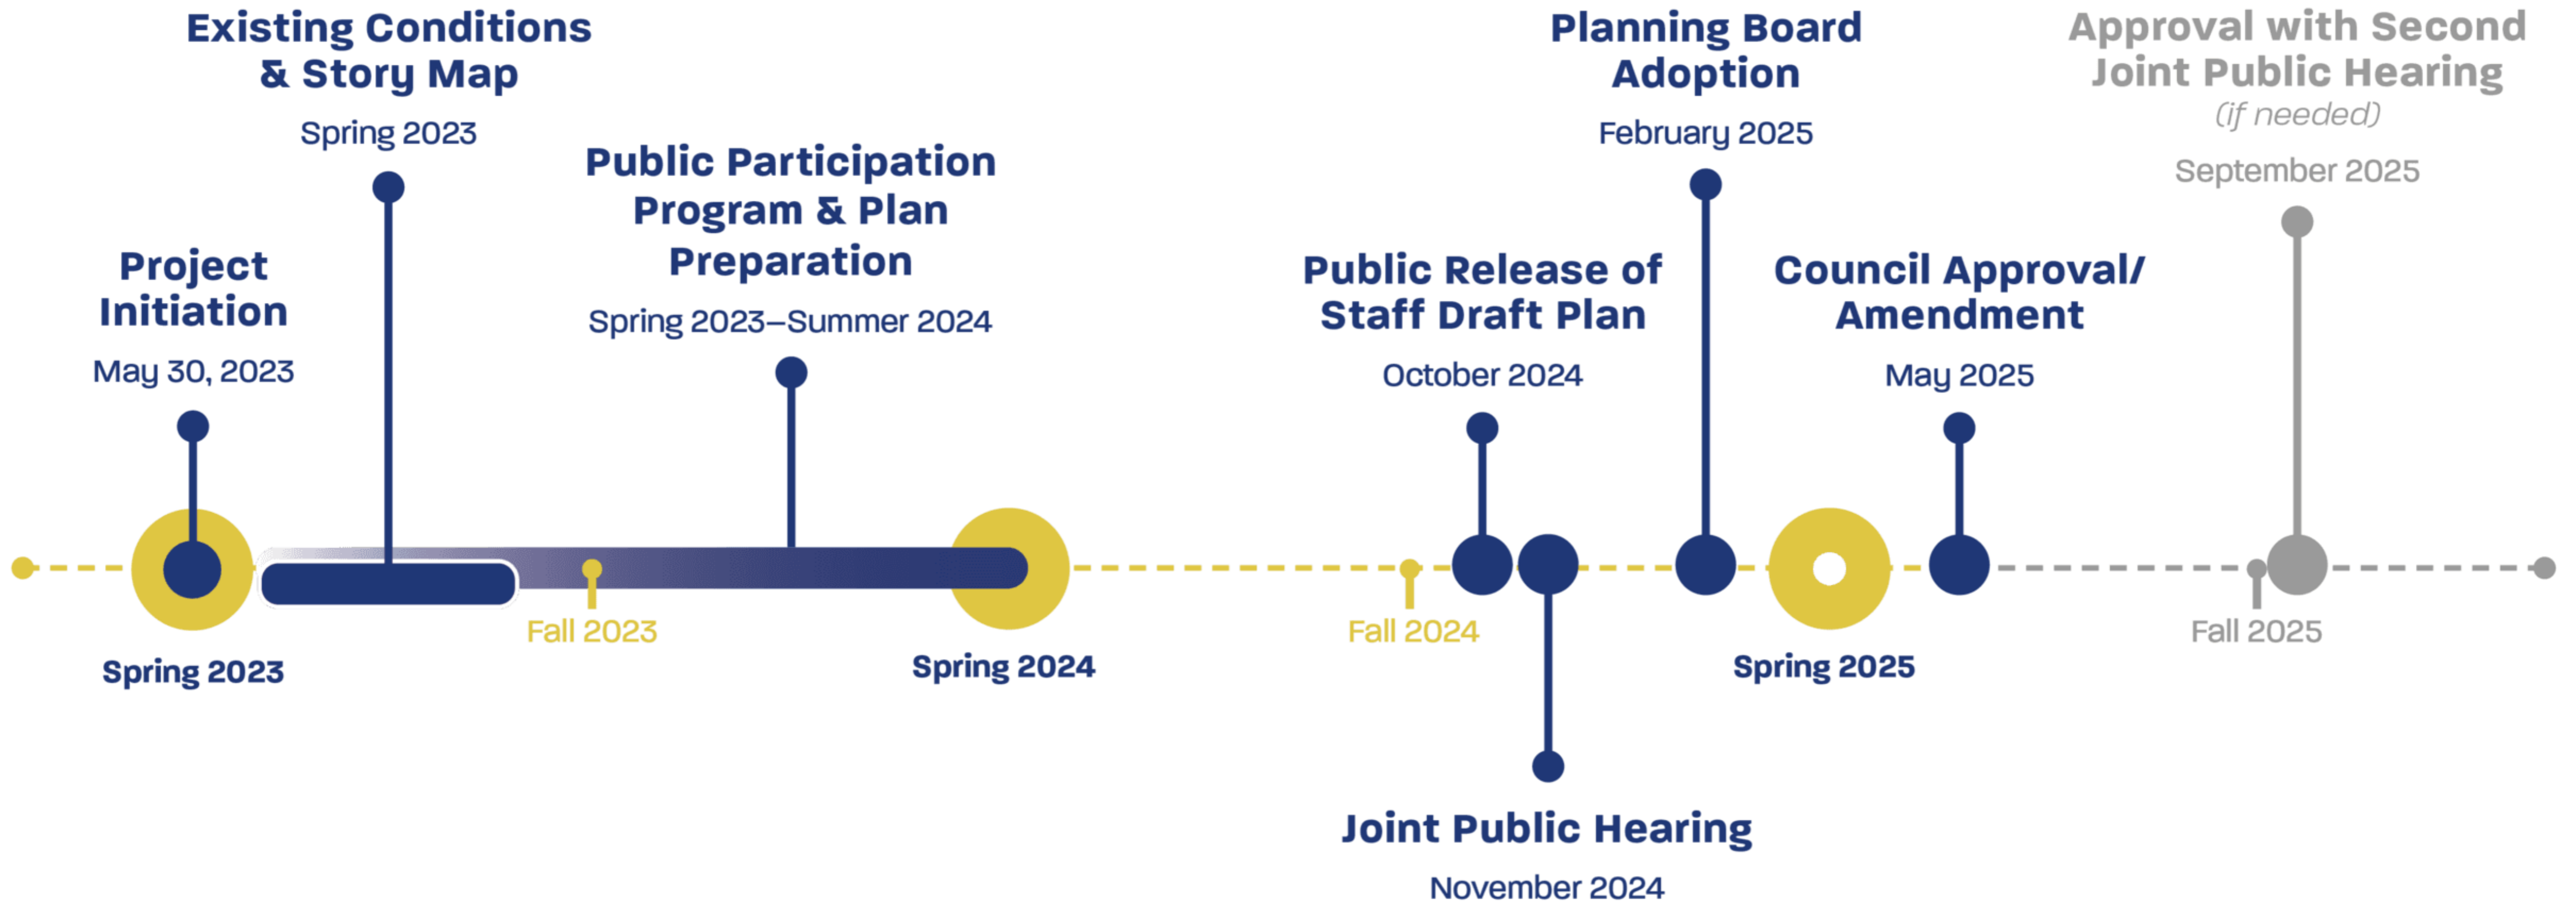 Existing Conditions
& Story Map
Spring 2023
Planning Board
Adoption
February 2025
Approval with Second
Joint Public Hearing
(if needed)
September 2025
Public Participation
Program & Plan
Preparation
Spring 2023–Summer 2024
Project
Initiation
May 30, 2023
Public Release of
Staff Draft Plan
October 2024
Council Approval/
Amendment
May 2025
Fall 2023
Fall 2024
Fall 2025
Spring 2023
Spring 2024
Spring 2025
Joint Public Hearing
November 2024